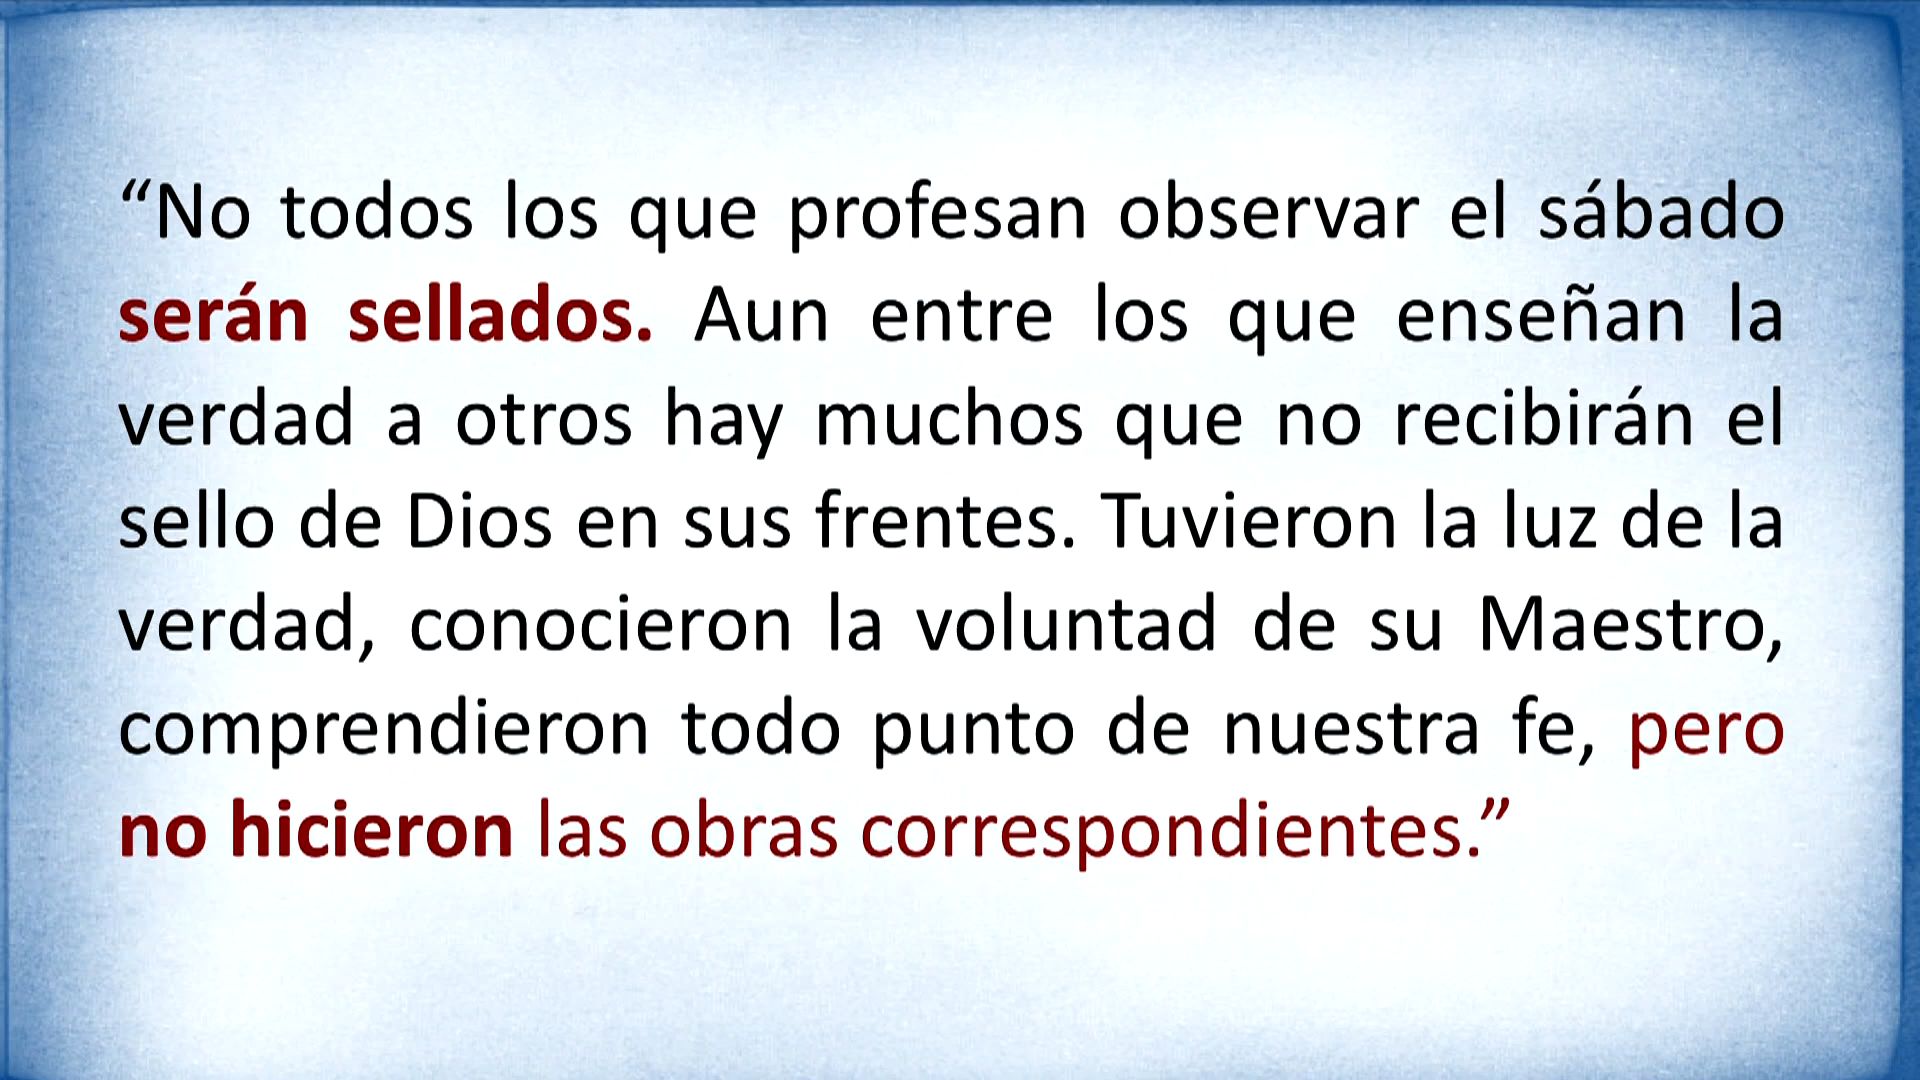 “No todos los que profesan observar el sábado
serán sellados. Aun entre los que enseñan la
verdad a otros hay muchos que no recibirán el
sello de Dios en sus frentes. Tuvieron la luz de la
verdad, conocieron la voluntad de su Maestro,
comprendieron todo punto de nuestra fe, pero
no hicieron las obras correspondientes.”